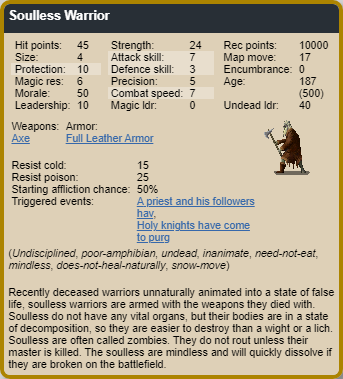 Soulless Warrior
Hit points: 45 Strength: 24 Rec points: 10000
Size: 4 Attack skill: 7 Map move: 17
Protection: 10 Defence skill: 3 Encumbrance: 0
Magic res: 6 Precision: 5 Age: 187
Morale: 50 Combat speed: 7 (500)
Leadership: 10 Magic ldr: 0 Undead ldr: 40
Weapons: Armor:
Axe Full Leather Armor
Resist cold: 15
Resist poison: 25
Starting affliction chance: 50%
Triggered events: A priest and his followers
hav,
Holy knights have come
to purg
(Undisciplined, poor-amphibian, undead, inanimate, need-not-eat,
mindless, does-not-heal-naturally, snow-move)
Recently deceased warriors unnaturally animated into a state of false
life, soulless warriors are armed with the weapons they died with.
Soulless do not have any vital organs, but their bodies are in a state
of decomposition, so they are easier to destroy than a wight or a lich.
Soulless are often called zombies. They do not rout unless their
master is killed. The soulless are mindless and will quickly dissolve if
they are broken on the battlefield.